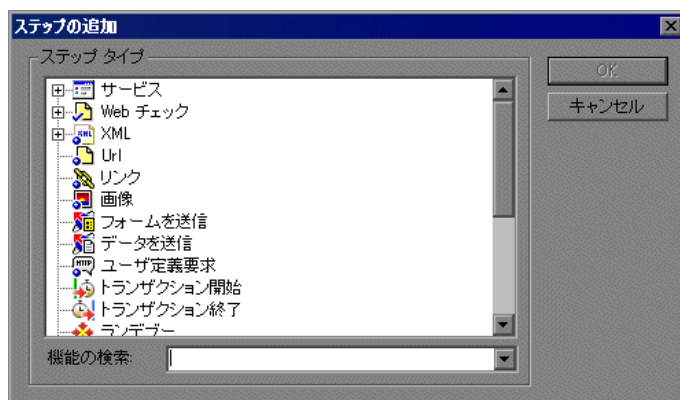 ステップの追加
ステップ タイプ
サービス
Web チェック
XML
Url
リンク
画像
フォームを送信
データを送信
ユーザ定義要求
トランザクション開始
トランザクション終了
ランデブー
機能の検索:
OK
キャンセル